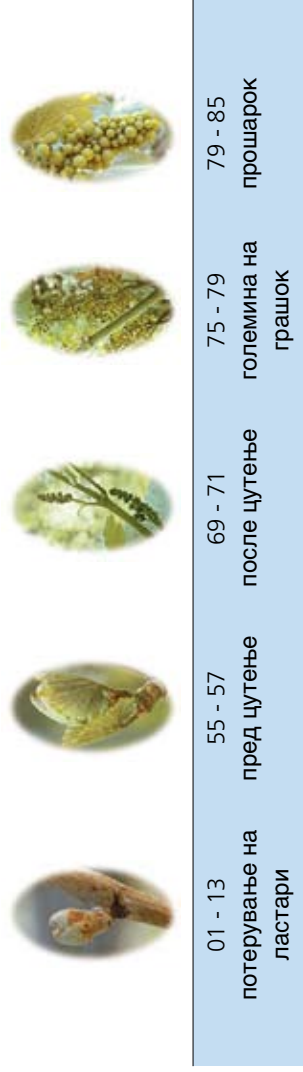 01 - 13
потерување на
ластари
55 - 57
пред цутење
69 - 71
после цутење
75 - 79
големина на
грашок
79 - 85
прошарок